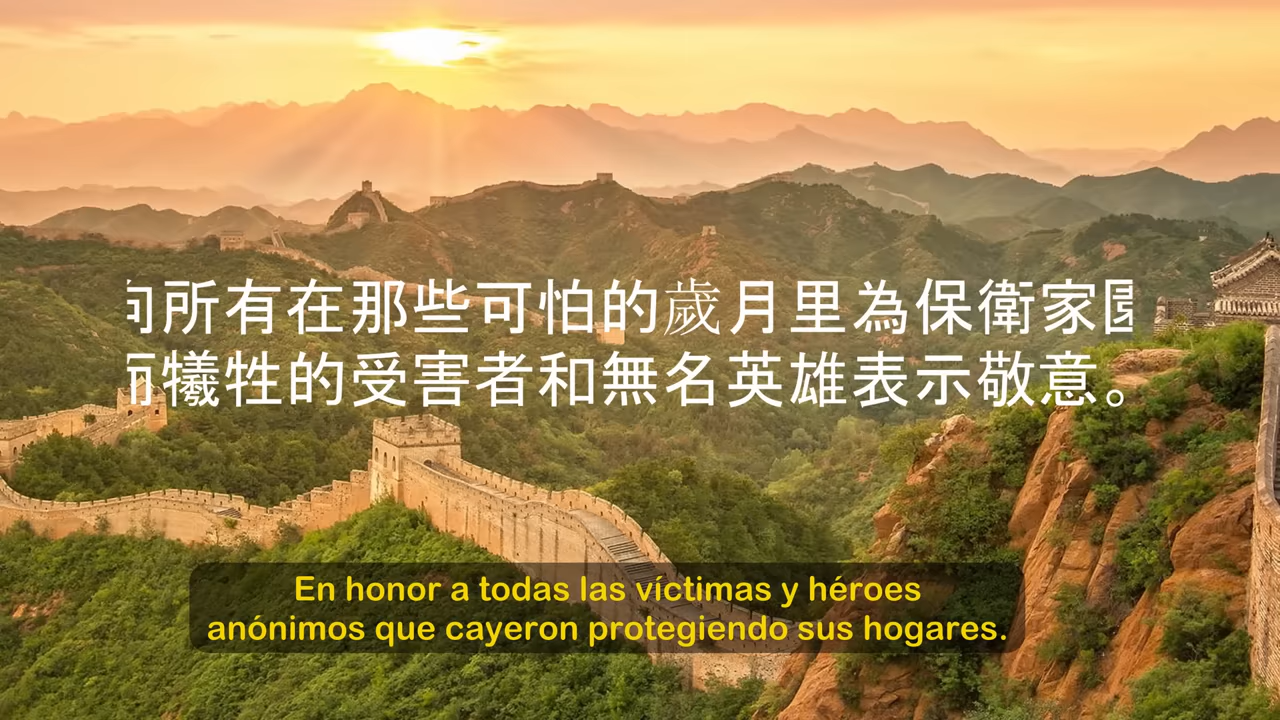 所有在那些可怕的歲月里為保衛家
犧牲的受害者和無名英雄表示敬意。
En honor a todas las víctimas y héroes
anónimos que cayeron protegiendo sus hogares.